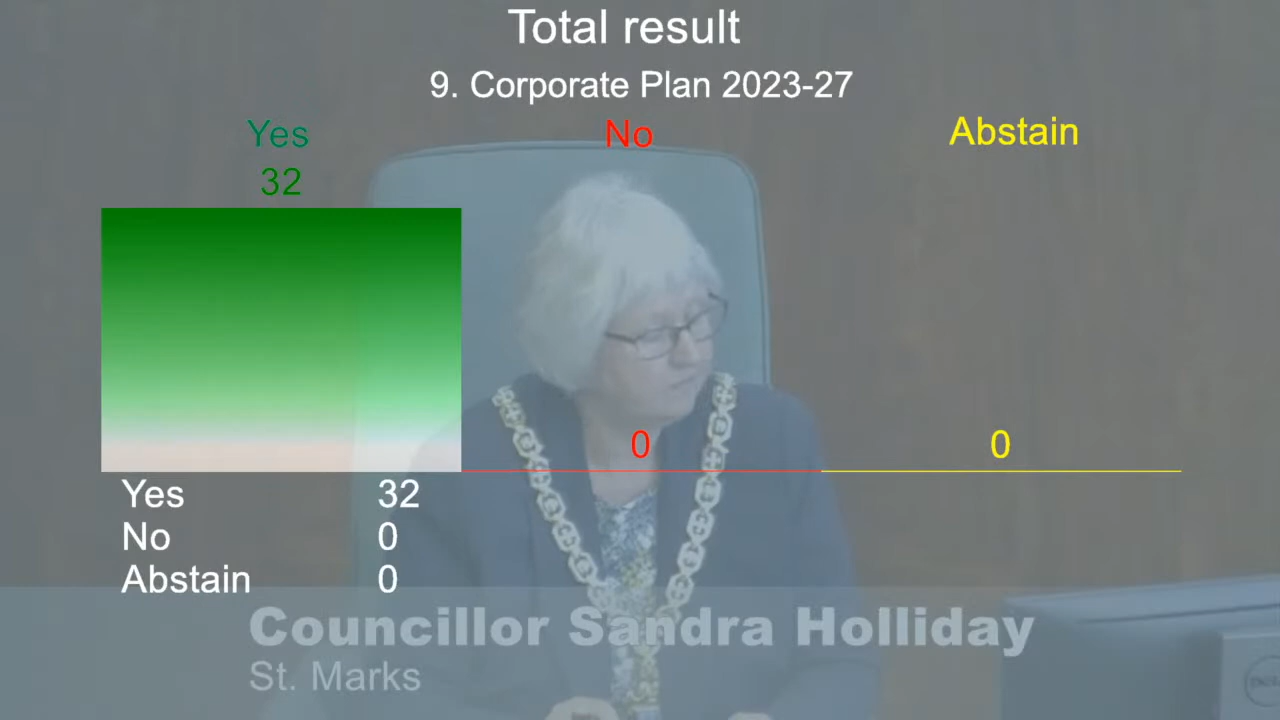 Total result
9. Corporate Plan 2023-27
Yes No Abstain
32
0 0
Yes 32
No 0
Abstain 0
Councillor Sandra Holliday
St. Marks
DELL